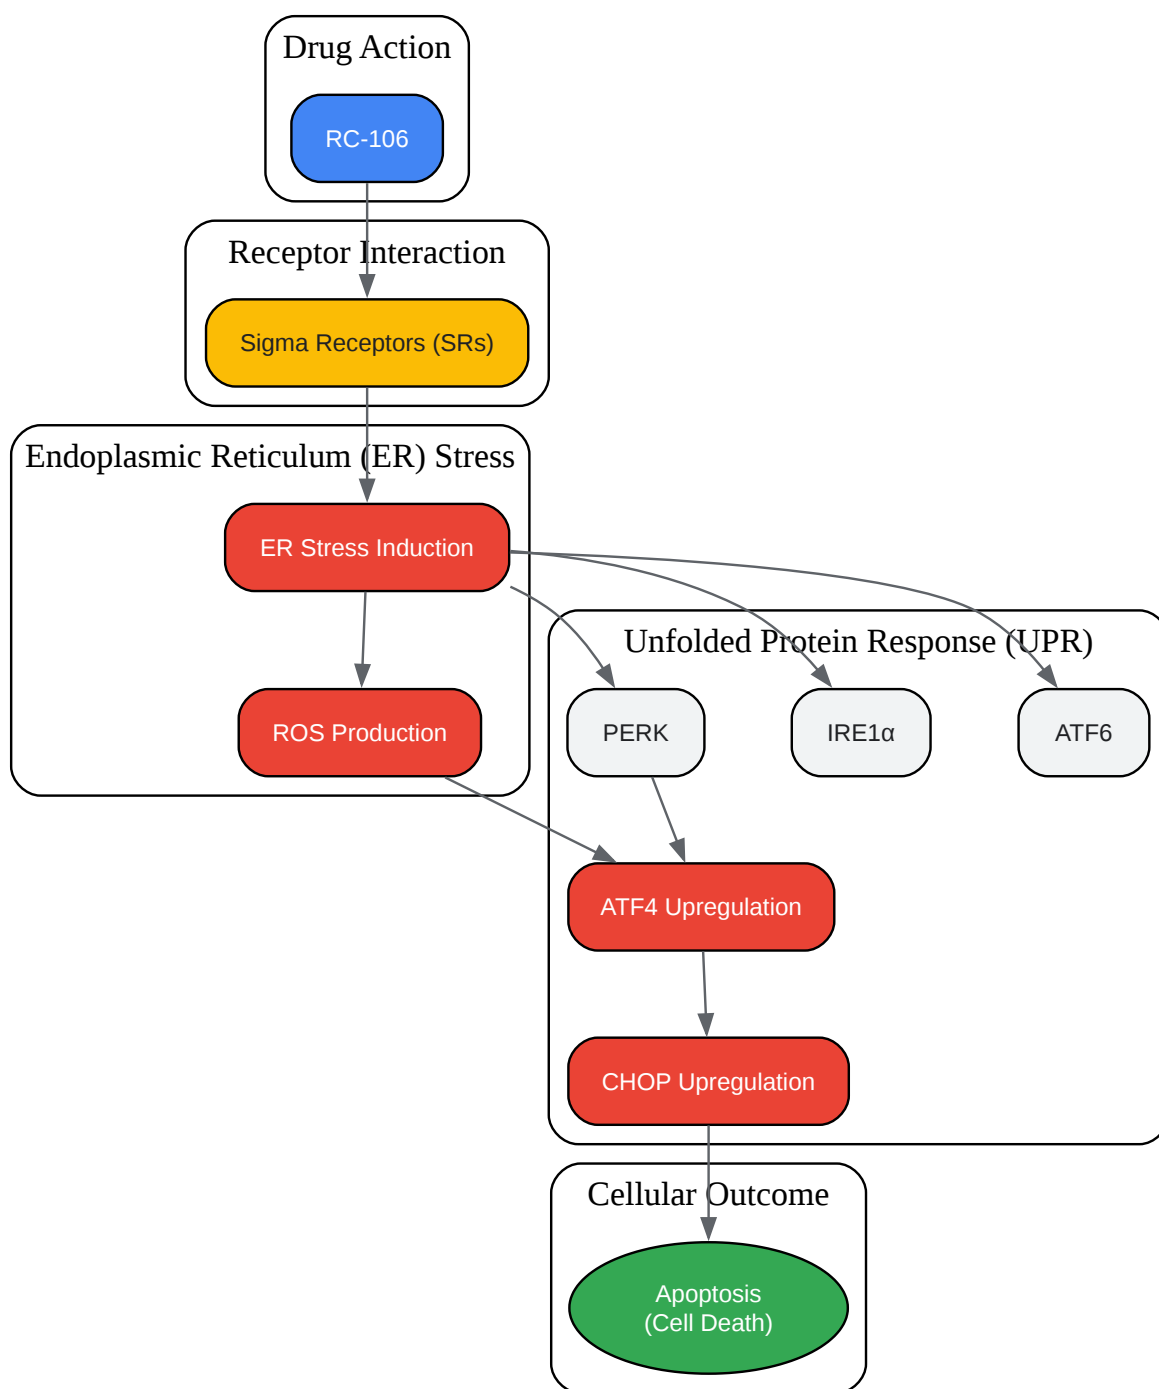 Drug Action
RC-106
Receptor Interaction
Sigma Receptors (SRs)
Endoplasmic Reticulum (ER) Stress
ER Stress Induction
Unfolded Protein Response (UPR)
ROS Production
PERK
IRE1α
ATF6
ATF4 Upregulation
CHOP Upregulation
Cellular Outcome
Apoptosis
(Cell Death)